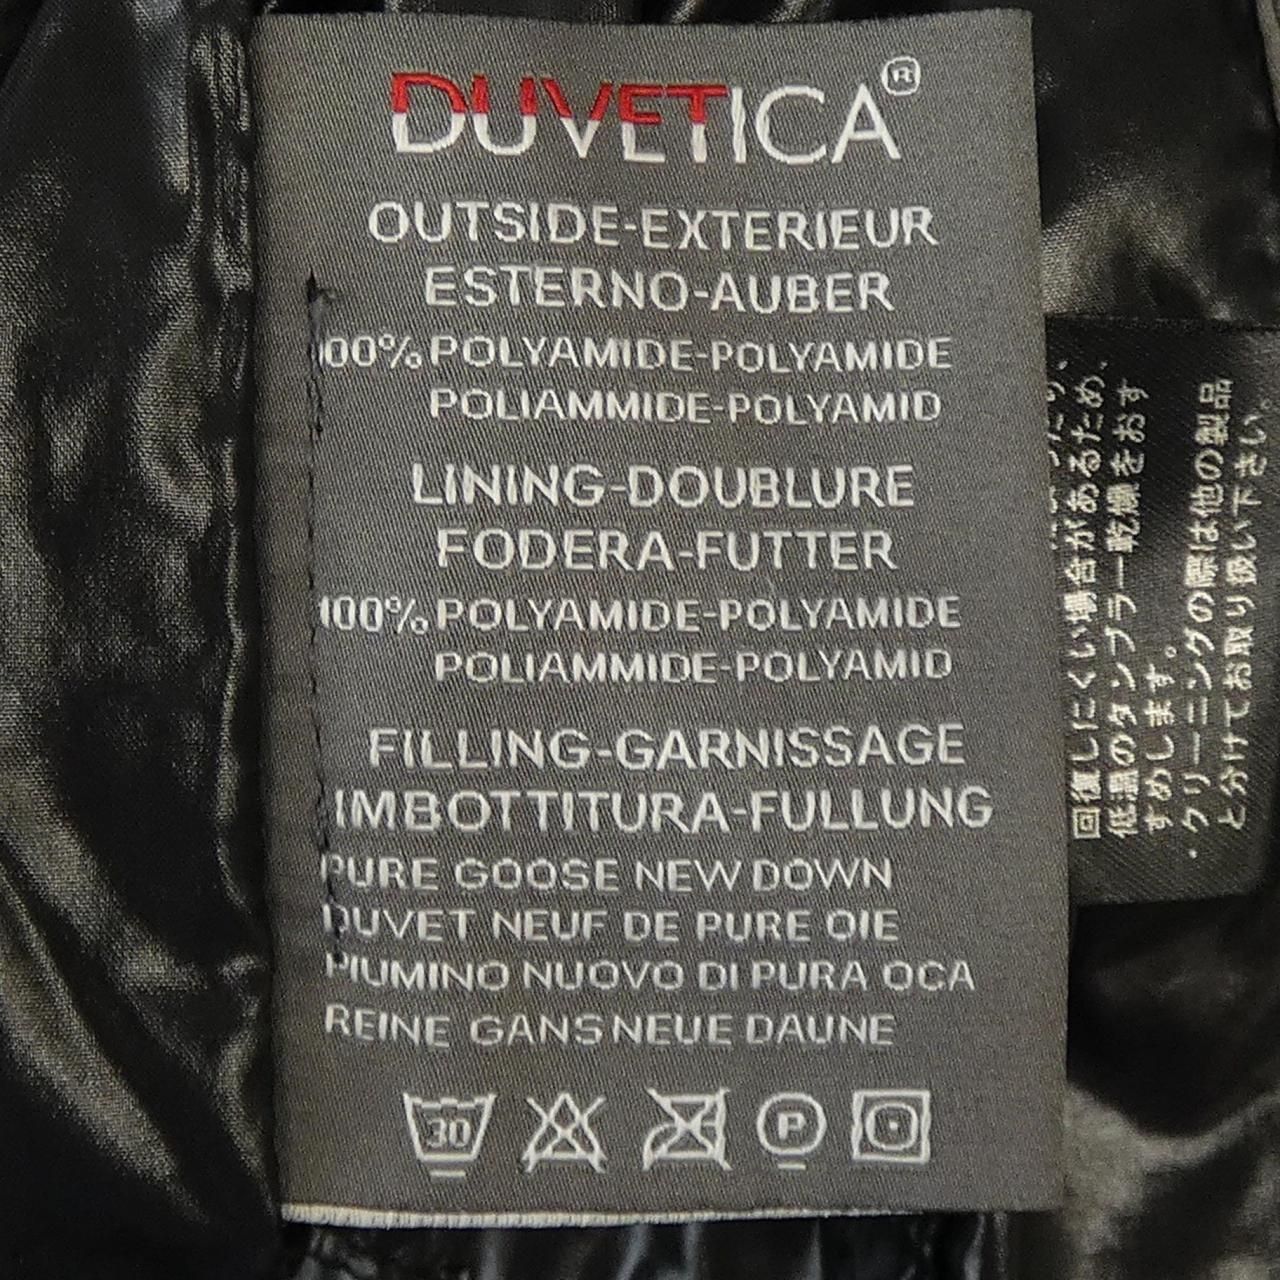 DUVETICA®
OUTSIDE-EXTERIEUR
ESTERNO-AUBER
100% POLYAMIDE-POLYAMIDE
POLIAMMIDE-POLYAMID
LINING-DOUBLURE
FODERA-FUTTER
100% POLYAMIDE-POLYAMIDE
POLIAMMIDE-POLYAMID
FILLING-GARNISSAGE
IMBOTTITURA-FULLUNG
PURE GOOSE NEW DOWN
DUVET NEUF DE PURE OIE
PIUMINO NUOVO DI PURA OCA
REINE GANS NEUE DAUNE
30
P
回復しにくい場合があるため、
低温のタンブラー乾燥をおす
すめします。
・クリーニングの際は他の製品
と分けてお取り扱い下さい。